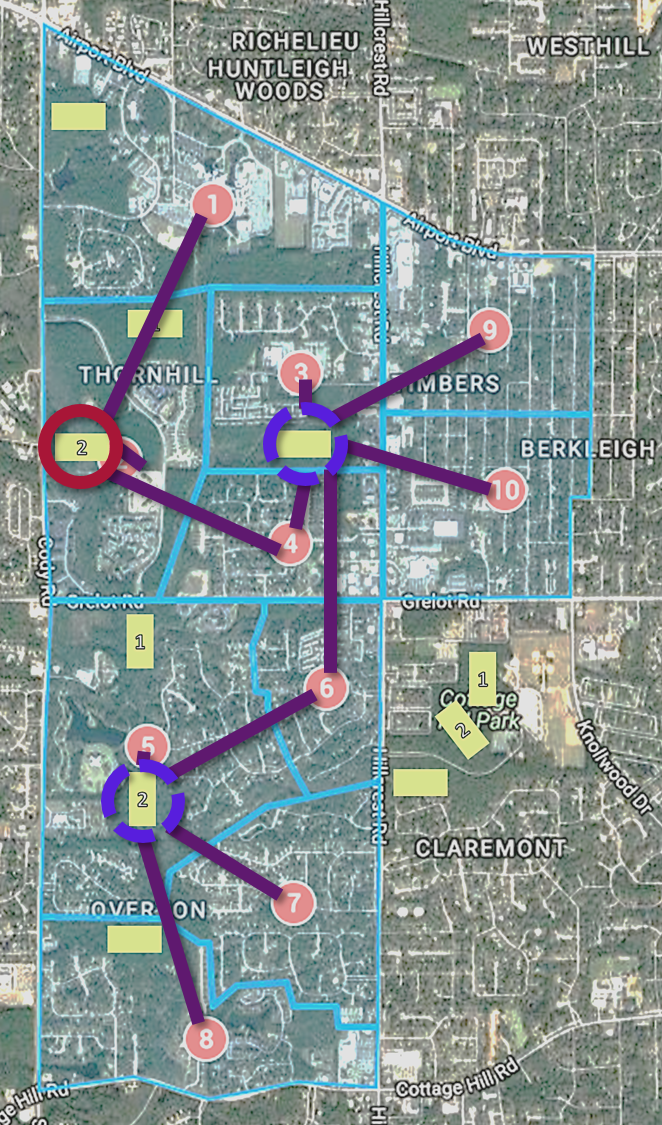 RICHELIEU
HUNTLEIGH
WOODS
WESTHILL
Hillcrest Rd
Airport Blvd
1
Airport Blvd
9
1
3
THORNHILL
TIMBERS
2
BERKLEIGH
10
4
Cody Rd
Grelot Rd
Grelot Rd
1
6
1
Cottage
Park
2
5
Knollwood Dr
2
Hillcrest Rd
CLAREMONT
7
OVERTON
8
Cottage Hill Rd
ge Hill Rd